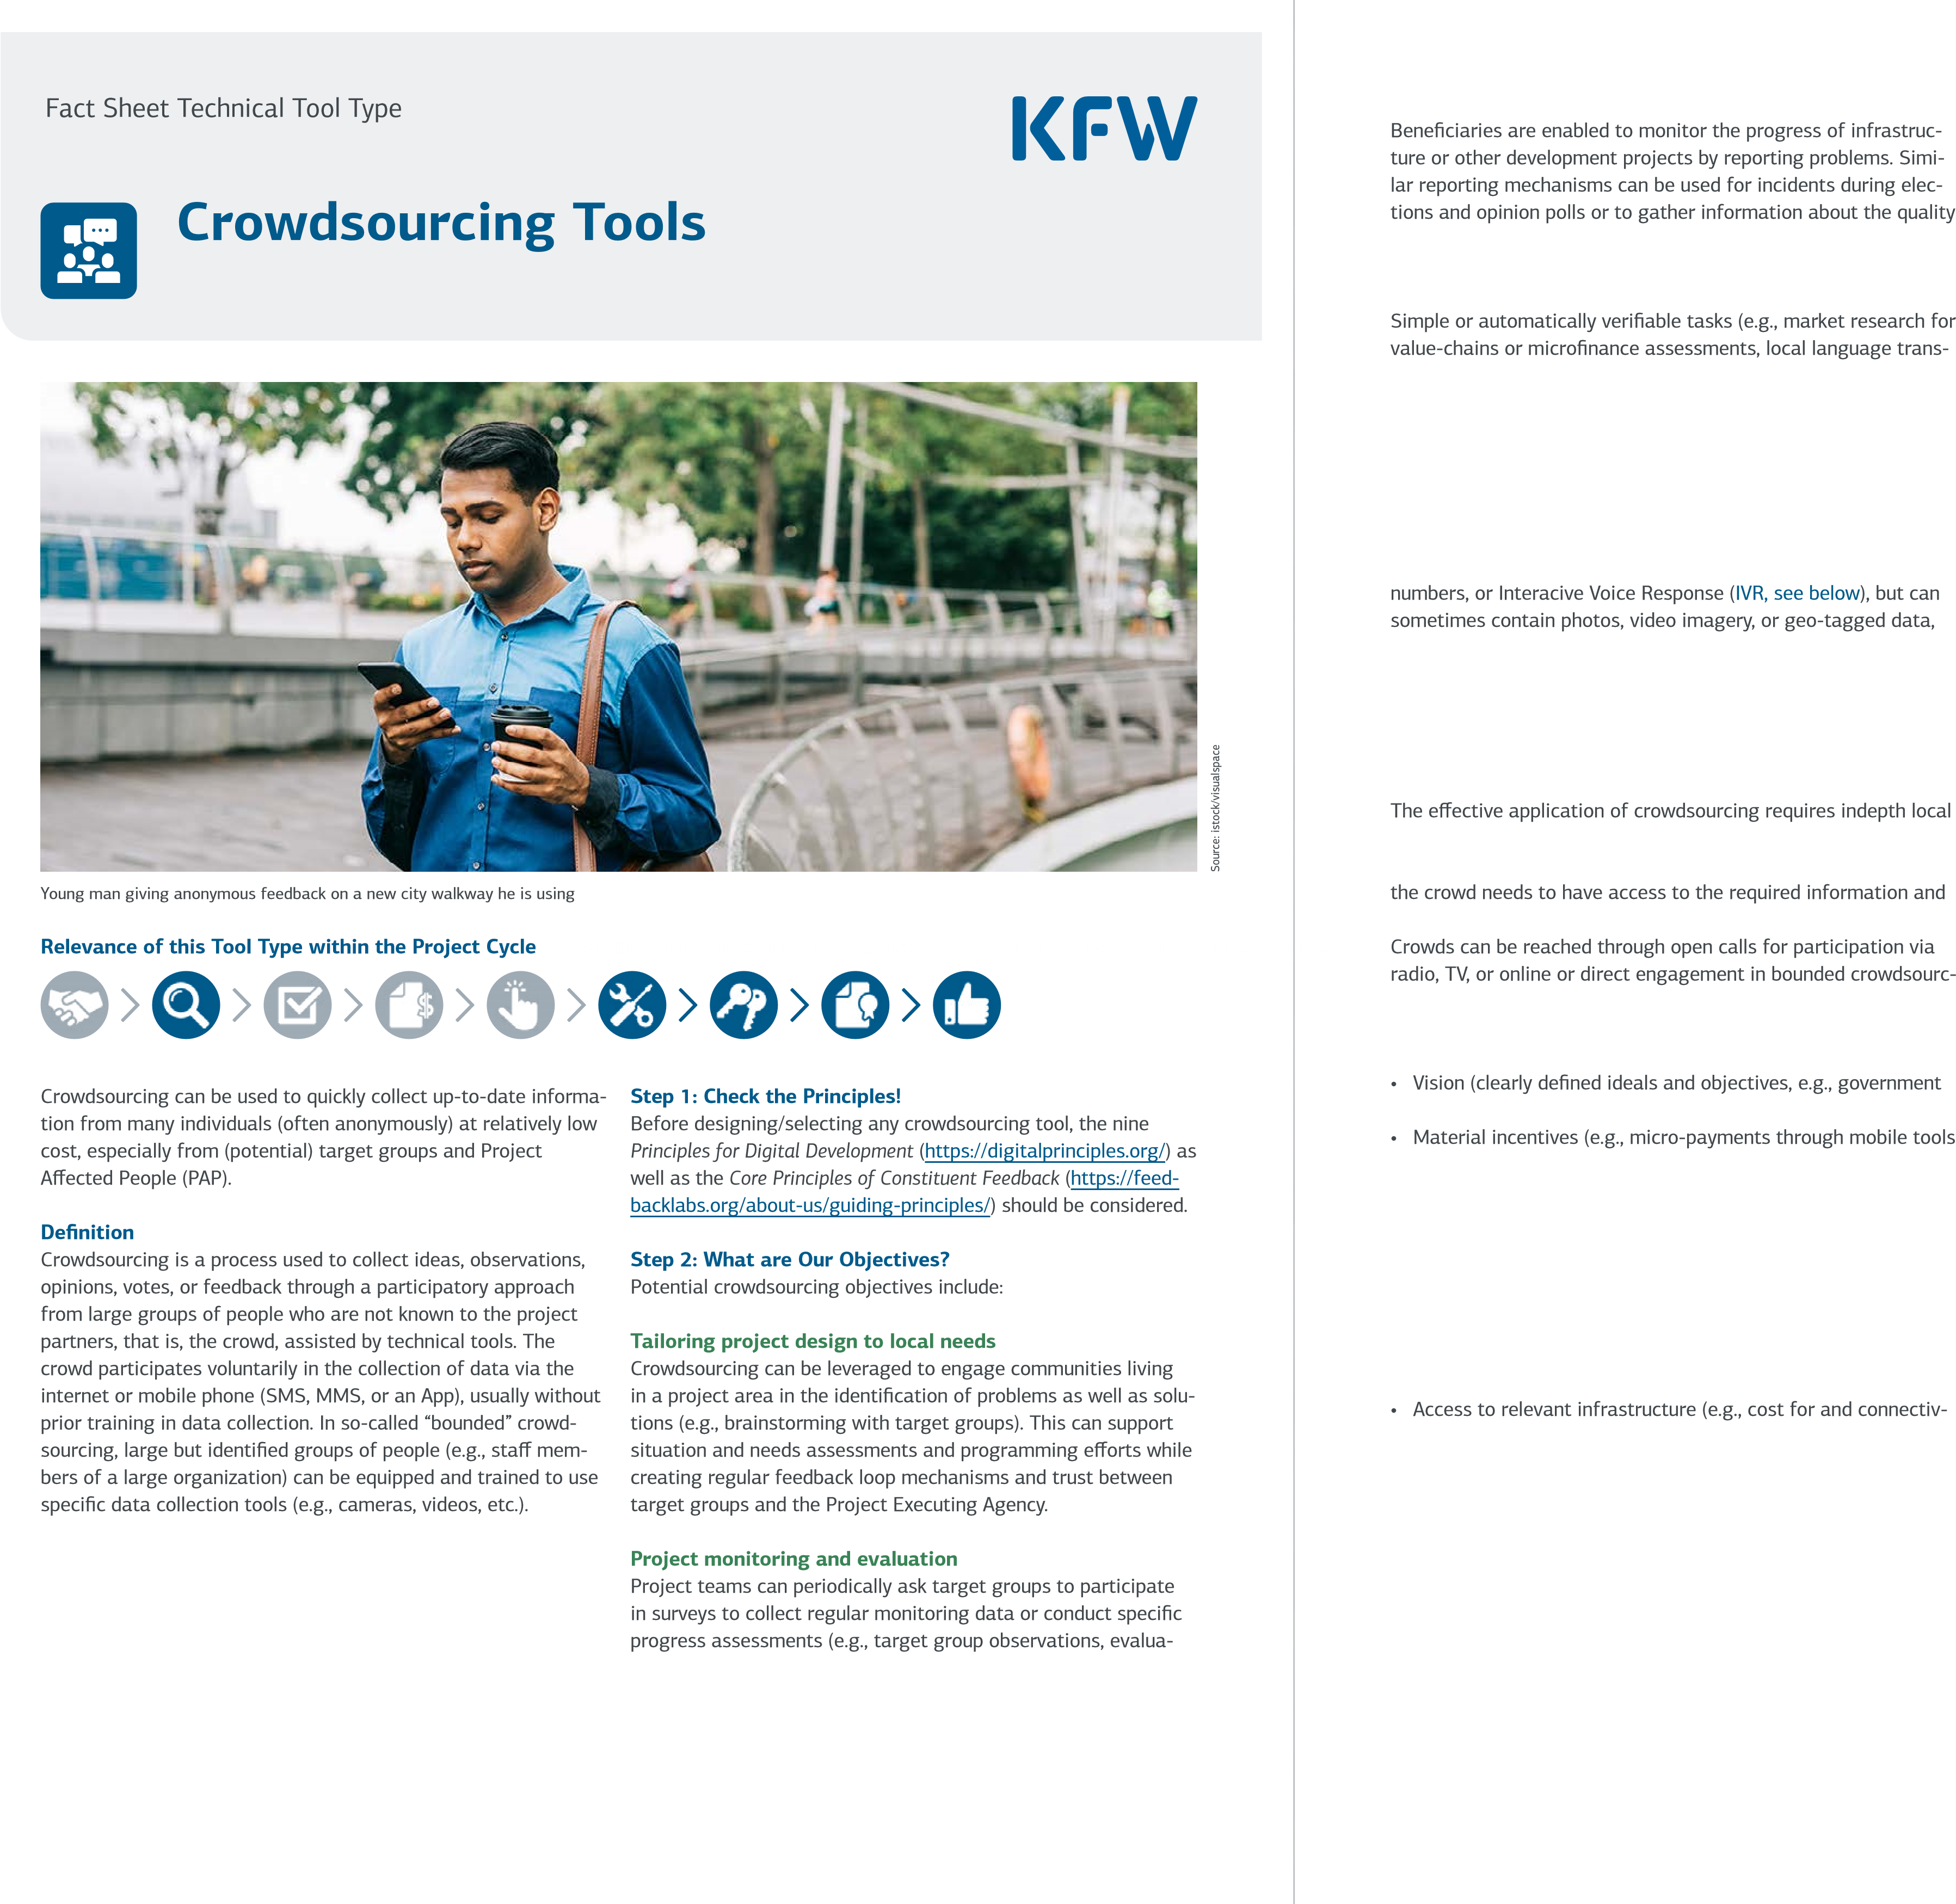 Fact Sheet Technical Tool Type
KFW
Crowdsourcing Tools
Source: istock/visualspace
Young man giving anonymous feedback on a new city walkway he is using
Relevance of this Tool Type within the Project Cycle
Crowdsourcing can be used to quickly collect up-to-date informa-
tion from many individuals (often anonymously) at relatively low
cost, especially from (potential) target groups and Project
Affected People (PAP).
Definition
Crowdsourcing is a process used to collect ideas, observations,
opinions, votes, or feedback through a participatory approach
from large groups of people who are not known to the project
partners, that is, the crowd, assisted by technical tools. The
crowd participates voluntarily in the collection of data via the
internet or mobile phone (SMS, MMS, or an App), usually without
prior training in data collection. In so-called “bounded” crowd-
sourcing, large but identified groups of people (e.g., staff mem-
bers of a large organization) can be equipped and trained to use
specific data collection tools (e.g., cameras, videos, etc.).
Step 1: Check the Principles!
Before designing/selecting any crowdsourcing tool, the nine
Principles for Digital Development (https://digitalprinciples.org/) as
well as the Core Principles of Constituent Feedback (https://feed-
backlabs.org/about-us/guiding-principles/) should be considered.
Step 2: What are Our Objectives?
Potential crowdsourcing objectives include:
Tailoring project design to local needs
Crowdsourcing can be leveraged to engage communities living
in a project area in the identification of problems as well as solu-
tions (e.g., brainstorming with target groups). This can support
situation and needs assessments and programming efforts while
creating regular feedback loop mechanisms and trust between
target groups and the Project Executing Agency.
Project monitoring and evaluation
Project teams can periodically ask target groups to participate
in surveys to collect regular monitoring data or conduct specific
progress assessments (e.g., target group observations, evalua-
Beneficiaries are enabled to monitor the progress of infrastruc-
ture or other development projects by reporting problems. Simi-
lar reporting mechanisms can be used for incidents during elec-
tions and opinion polls or to gather information about the quality
Simple or automatically verifiable tasks (e.g., market research for
value-chains or microfinance assessments, local language trans-
numbers, or Interacive Voice Response (IVR, see below), but can
sometimes contain photos, video imagery, or geo-tagged data,
The effective application of crowdsourcing requires indepth local
the crowd needs to have access to the required information and
Crowds can be reached through open calls for participation via
radio, TV, or online or direct engagement in bounded crowdsourc-
• Vision (clearly defined ideals and objectives, e.g., government
• Material incentives (e.g., micro-payments through mobile tools
• Access to relevant infrastructure (e.g., cost for and connectiv-